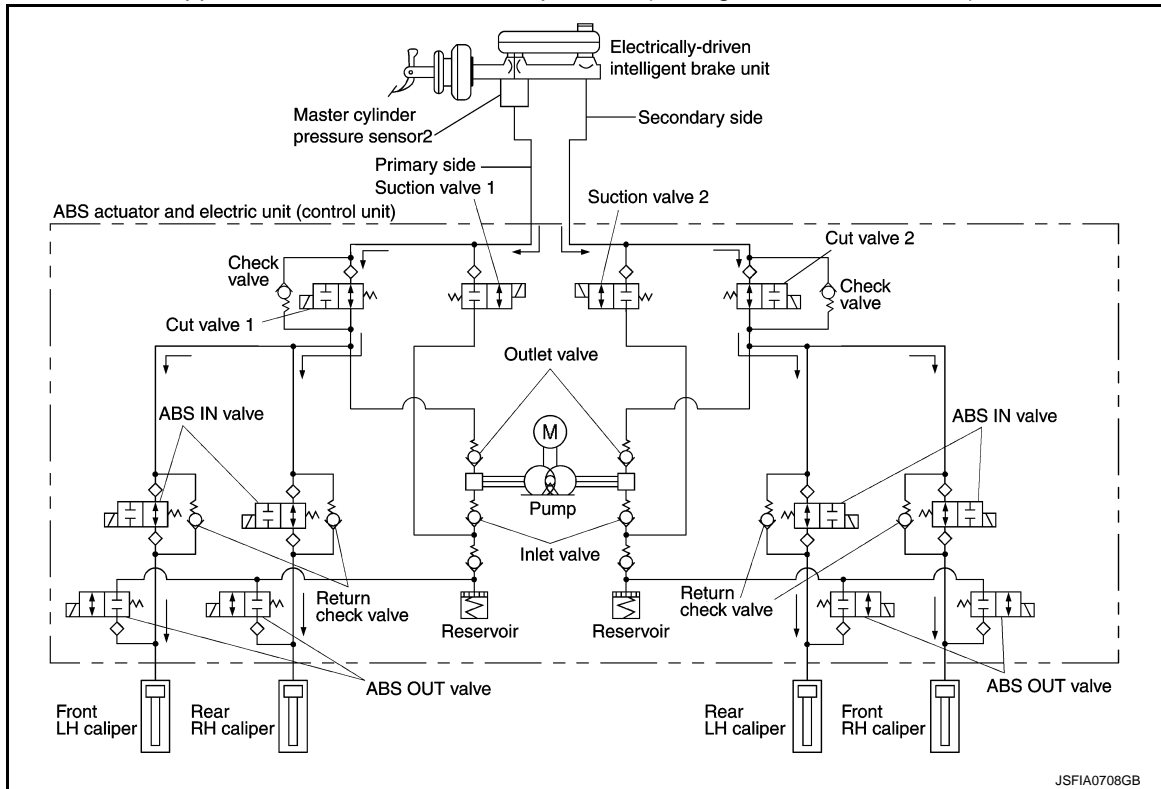 Electrically-driven
intelligent brake unit
Master cylinder
pressure sensor2
Secondary side
Primary side
Suction valve 1
Suction valve 2
ABS actuator and electric unit (control unit)
Cut valve 2
Check
valve
Check
valve
Cut valve 1
Outlet valve
ABS IN valve
ABS IN valve
M
Pump
Inlet valve
Return
check valve
Return
check valve
Reservoir
Reservoir
ABS OUT valve
ABS OUT valve
Front
LH caliper
Rear
RH caliper
Rear
LH caliper
Front
RH caliper
JSFIA0708GB